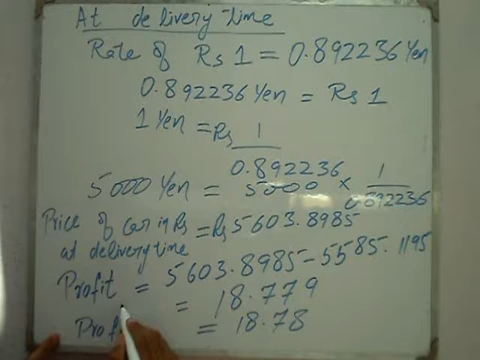 At delivery time
Rate of Rs 1 = 0.892236 Yen
0.892236 Yen = Rs 1
1 Yen = Rs 1
0.892236
5000 Yen = 5000 × 1
0.892236
Price of Car in Rs = Rs 5603.8985
at delivery time
Profit = 5603.8985 - 5585.1195
= 18.779
Prof = 18.78